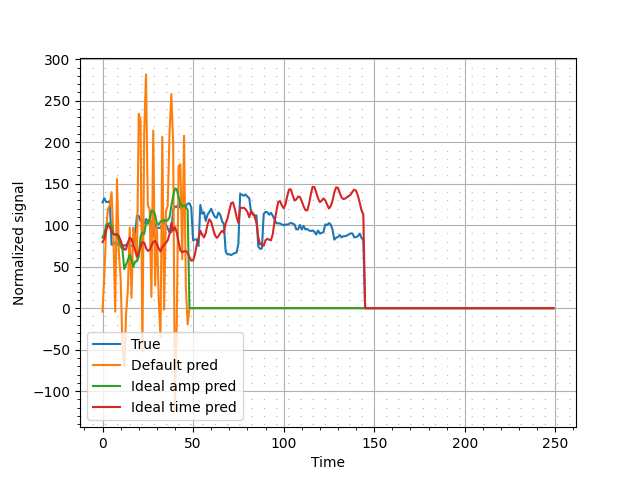 300
250
200
150
100
50
0
−50
−100
Normalized signal
True
Default pred
Ideal amp pred
Ideal time pred
0 50 100 150 200 250
Time